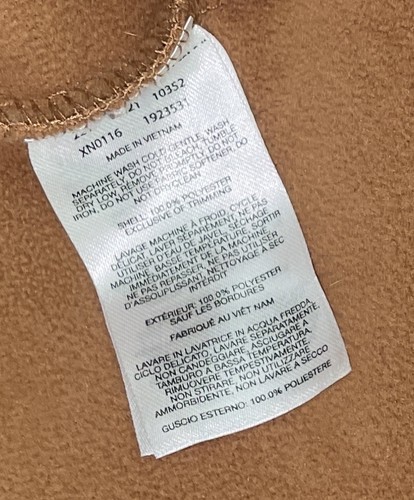 21 10352
XN0116 1923531
MADE IN VIETNAM
MACHINE WASH COLD GENTLE, WASH
SEPARATELY, DO NOT BLEACH, TUMBLE
DRY LOW, REMOVE PROMPTLY, DO NOT
IRON, DO NOT USE FABRIC SOFTENER, DO
NOT DRYCLEAN
SHELL: 100.0% POLYESTER
EXCLUSIVE OF TRIMMING
LAVAGE MACHINE À FROID, CYCLE
DÉLICAT, LAVER SÉPARÉMENT, NE PAS
UTILISER D'EAU DE JAVEL, SÉCHAGE
MACHINE, BASSE TEMPÉRATURE, SORTIR
IMMÉDIATEMENT DE LA MACHINE,
NE PAS REPASSER, NE PAS UTILISER
D'ASSOUPLISSANT, NETTOYAGE À SEC
INTERDIT
EXTÉRIEUR: 100.0% POLYESTER
SAUF LES BORDURES
FABRIQUÉ AU VIÊT NAM
LAVARE IN LAVATRICE IN ACQUA FREDDA,
CICLO DELICATO, LAVARE SEPARATAMENTE,
NON CANDEGGIARE, ASCIUGARE A
TAMBURO A BASSA TEMPERATURA,
RIMUOVERE TEMPESTIVAMENTE,
NON STIRARE, NON UTILIZZARE
AMMORBIDENTE, NON LAVARE A SECCO
GUSCIO ESTERNO: 100.0% POLIESTERE